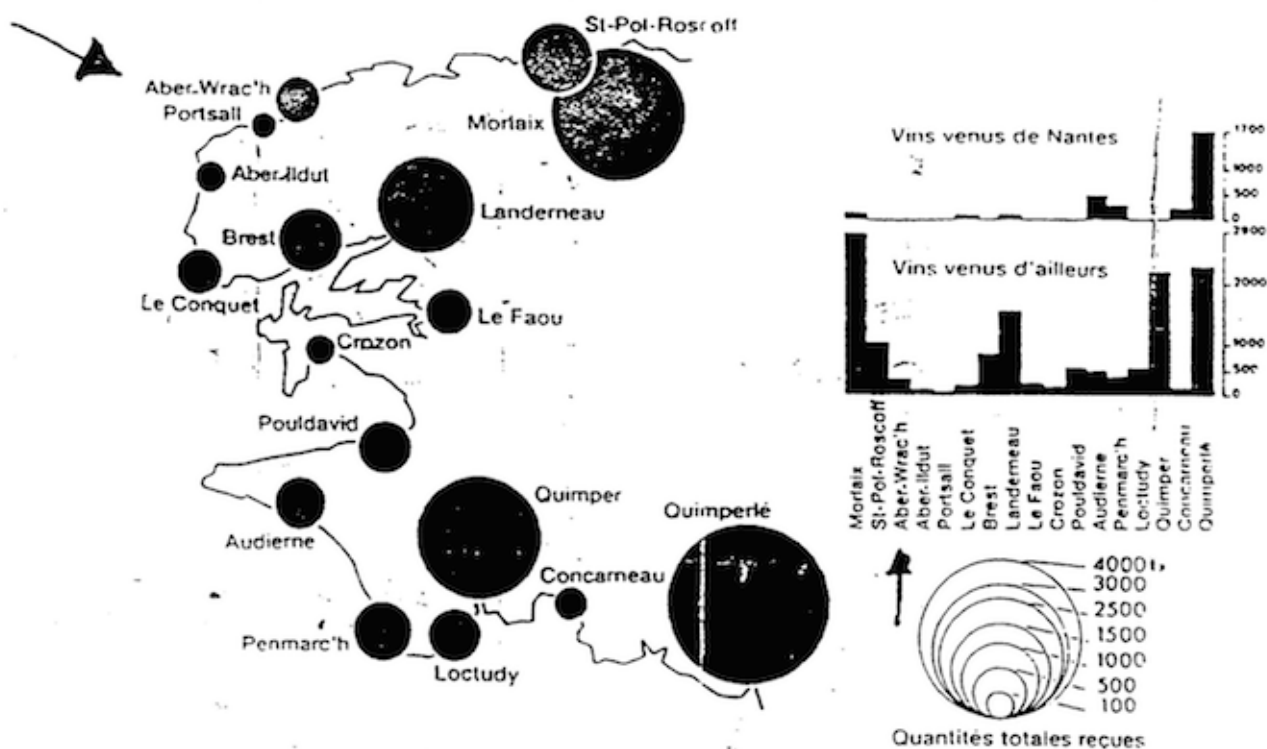 St-Pol-Roscoff
Aber-Wrac'h
Portsall
Morlaix
Aber-Ildut
Landerneau
Brest
Le Conquet
Le Faou
Crozon
Pouldavid
Quimper
Quimperlé
Audierne
Concarneau
Penmarc'h
Loctudy
Vins venus de Nantes
1700
1000
500
0
Vins venus d'ailleurs
2900
2000
1000
500
0
Morlaix
St-Pol-Roscoff
Aber-Wrac'h
Aber-Ildut
Portsall
Le Conquet
Brest
Landerneau
Le Faou
Crozon
Pouldavid
Audierne
Penmarc'h
Loctudy
Quimper
Concarneau
Quimperlé
4000 t.
3000
2500
1500
1000
500
100
Quantités totales reçues